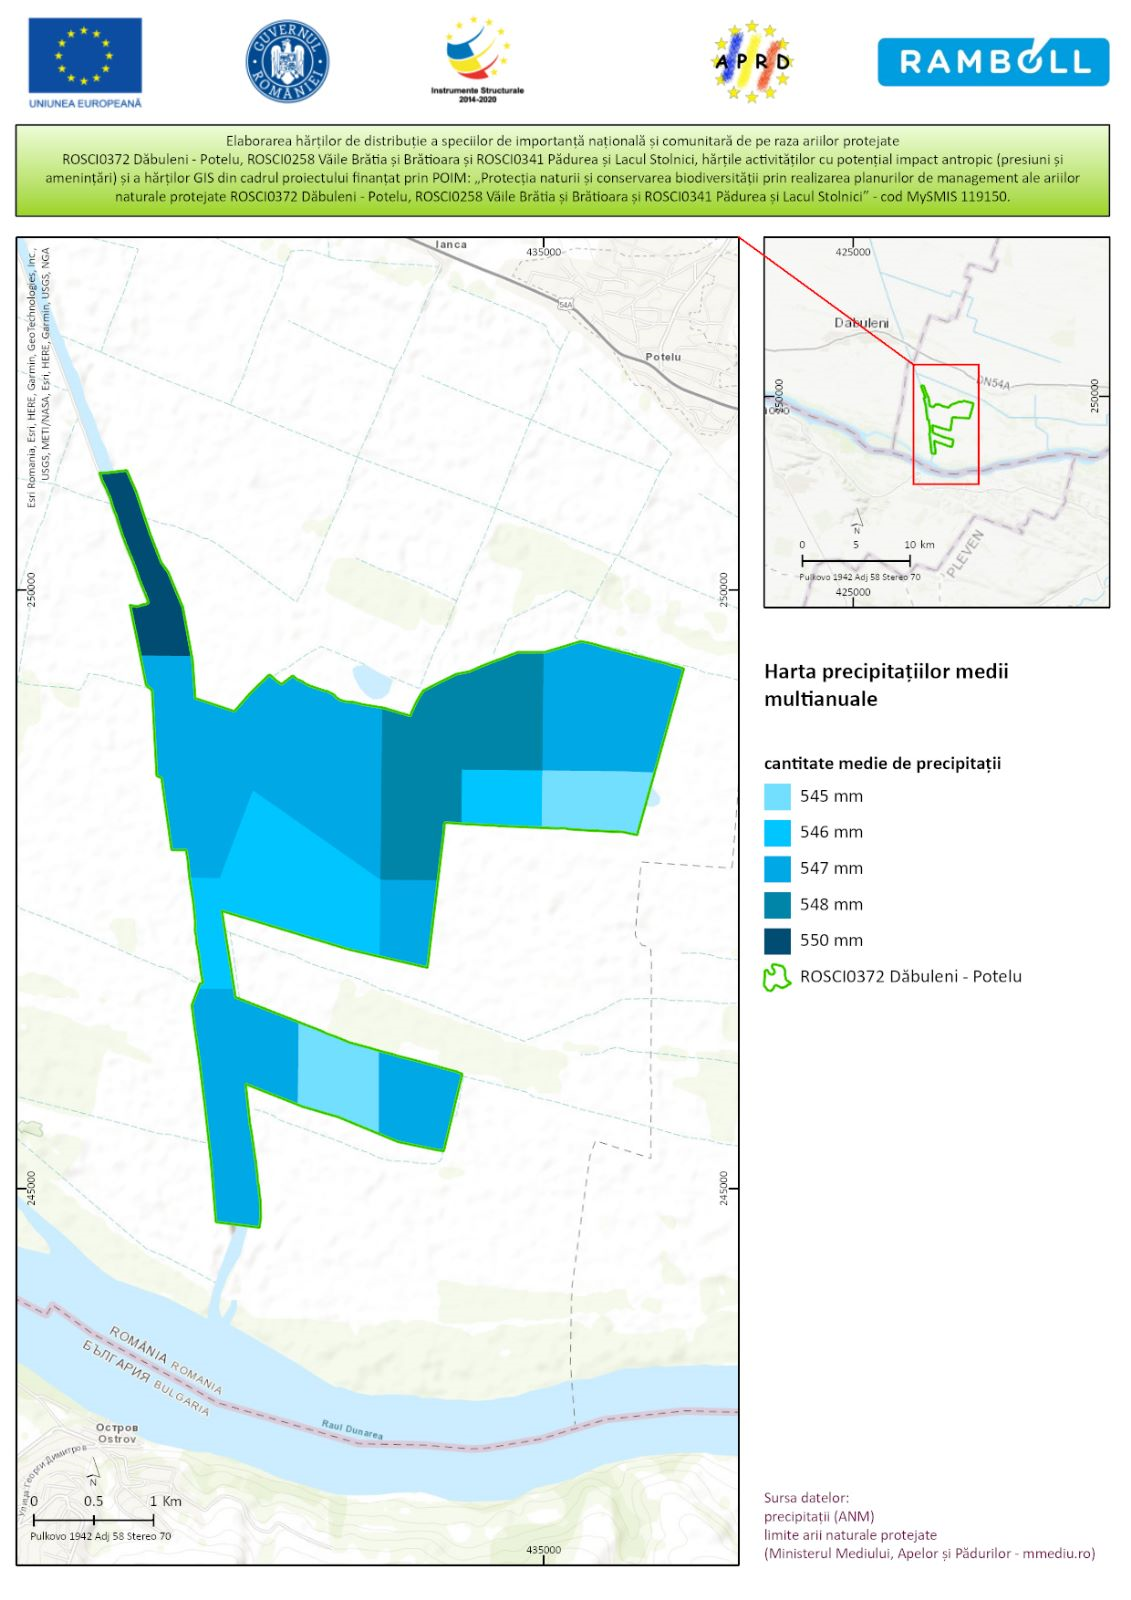 UNIUNEA EUROPEANĂ
GUVERNUL ROMÂNIEI
Instrumente Structurale
2014-2020
APRD
RAMBOLL
Elaborarea hărților de distribuție a speciilor de importanță națională și comunitară de pe raza ariilor protejate
ROSCI0372 Dăbuleni - Potelu, ROSCI0258 Văile Brătia și Brătioara și ROSCI0341 Pădurea și Lacul Stolnici, hărțile activităților cu potențial impact antropic (presiuni și
amenințări) și a hărților GIS din cadrul proiectului finanțat prin POIM: „Protecția naturii și conservarea biodiversității prin realizarea planurilor de management ale ariilor
naturale protejate ROSCI0372 Dăbuleni - Potelu, ROSCI0258 Văile Brătia și Brătioara și ROSCI0341 Pădurea și Lacul Stolnici” - cod MySMIS 119150.
Esri Romania, Esri, HERE, Garmin, GeoTechnologies, Inc.,
USGS, METI/NASA, Esri, HERE, Garmin, USGS, NGA
Ianca
435000
54A
Potelu
250000
250000
245000
245000
ROMÂNIA ROMANIA
БЪЛГАРИЯ BULGARIA
Raul Dunarea
Остров
Ostrov
Улица Георги Димитров
N
0 0.5 1 Km
Pulkovo 1942 Adj 58 Stereo 70
435000
425000
Dabuleni
DN54A
250000
250000
N
0 5 10 km
PLEVEN
Pulkovo 1942 Adj 58 Stereo 70
425000
Harta precipitațiilor medii
multianuale
cantitate medie de precipitații
545 mm
546 mm
547 mm
548 mm
550 mm
ROSCI0372 Dăbuleni - Potelu
Sursa datelor:
precipitații (ANM)
limite arii naturale protejate
(Ministerul Mediului, Apelor și Pădurilor - mmediu.ro)